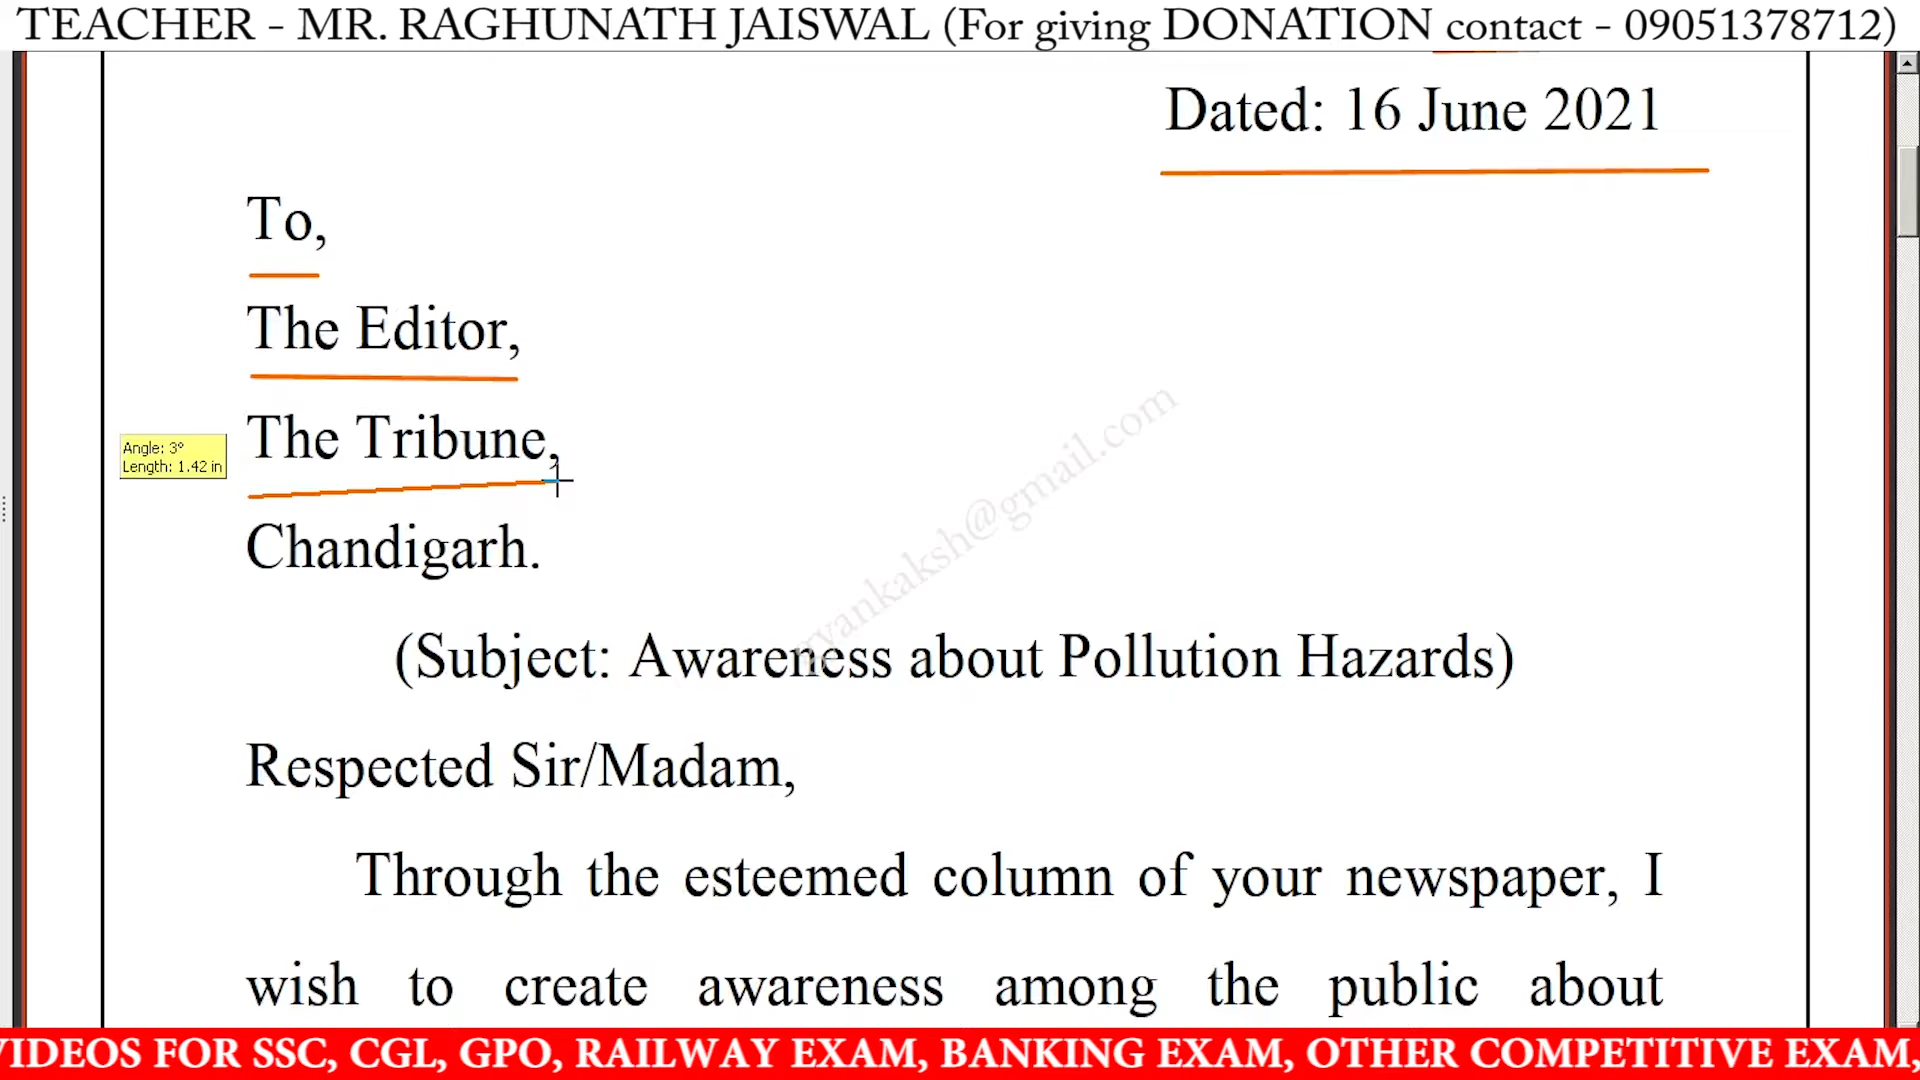 TEACHER - MR. RAGHUNATH JAISWAL (For giving DONATION contact - 09051378712)
Dated: 16 June 2021
To,
The Editor,
The Tribune,
Angle: 3°
Length: 1.42 in
Chandigarh.
(Subject: Awareness about Pollution Hazards)
Respected Sir/Madam,
Through the esteemed column of your newspaper, I
wish to create awareness among the public about
VIDEOS FOR SSC, CGL, GPO, RAILWAY EXAM, BANKING EXAM, OTHER COMPETITIVE EXAM,